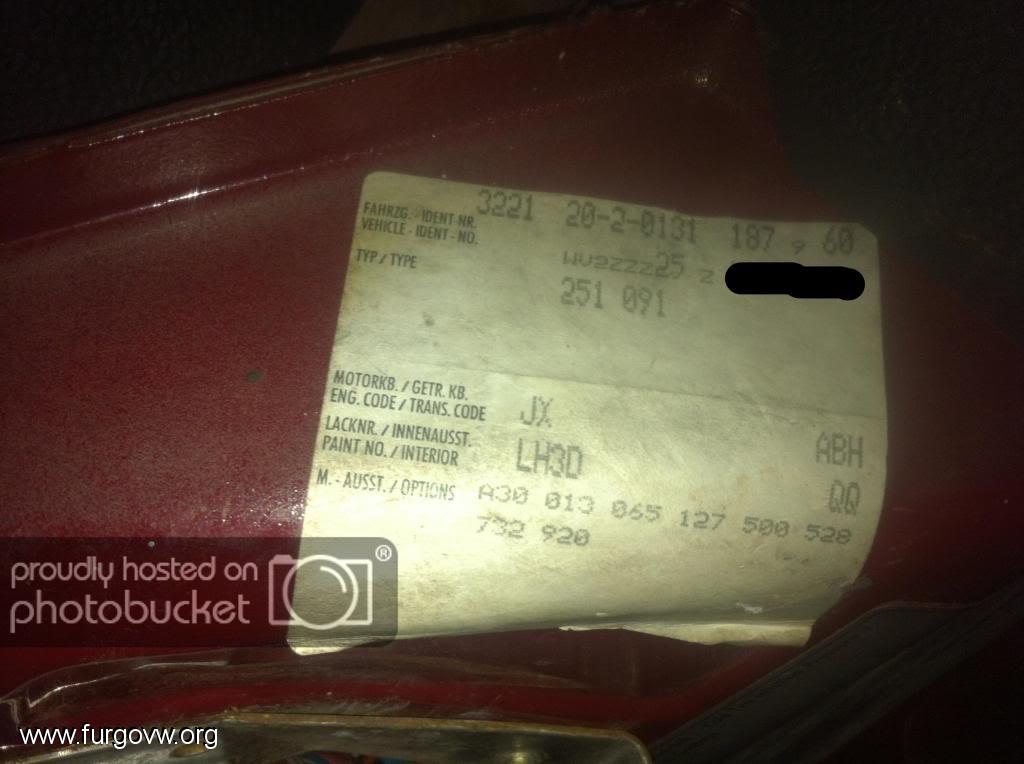 FAHRZG. - IDENT NR. 3221 20-2-0131 187 9 60
VEHICLE - IDENT - NO. WV2ZZZ25 Z
TYP / TYPE 251 091
MOTORKB. / GETR. KB.
ENG. CODE / TRANS. CODE JX ABH
LACKNR. / INNENAUSST.
PAINT NO. / INTERIOR LH3D QQ
M. - AUSST. / OPTIONS A30 013 065 127 500 528
732 920
proudly hosted on
photobucket ®
www.furgovw.org